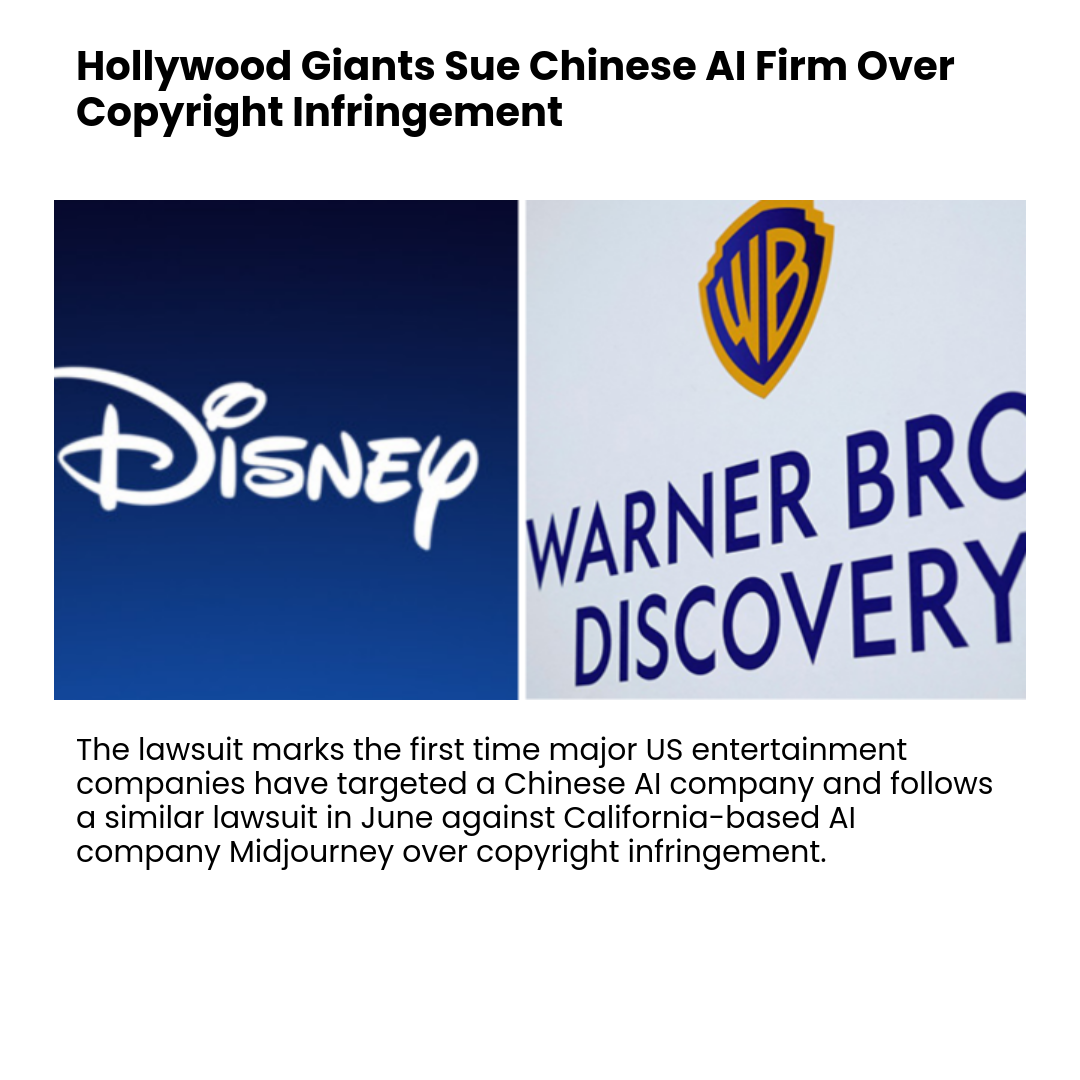 Hollywood Giants Sue Chinese AI Firm Over
Copyright Infringement
Disney
WB
WARNER BRO
DISCOVERY
The lawsuit marks the first time major US entertainment
companies have targeted a Chinese AI company and follows
a similar lawsuit in June against California-based AI
company Midjourney over copyright infringement.